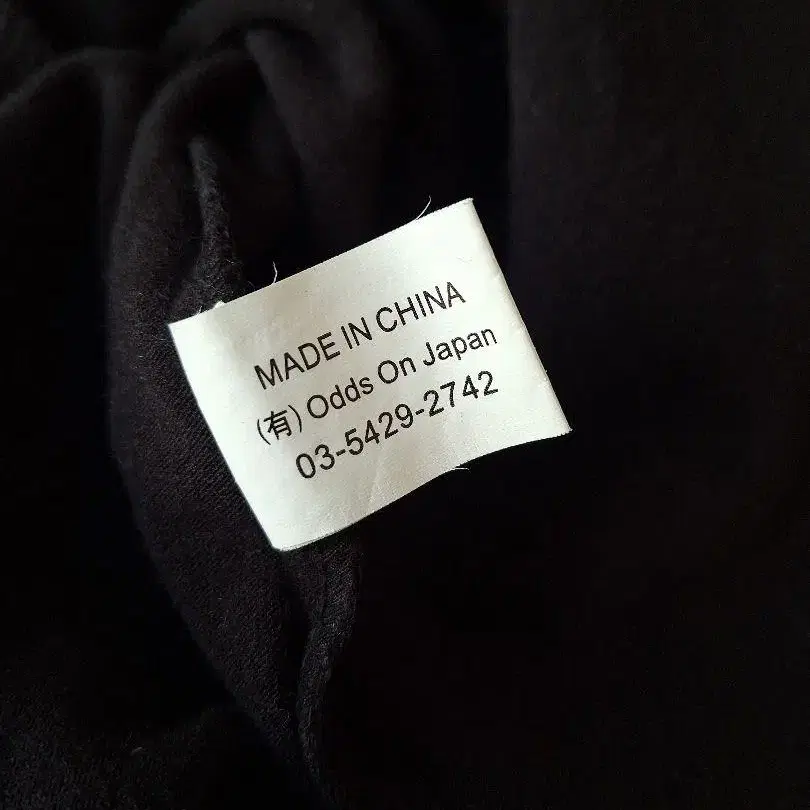 MADE IN CHINA
(有) Odds On Japan
03-5429-2742